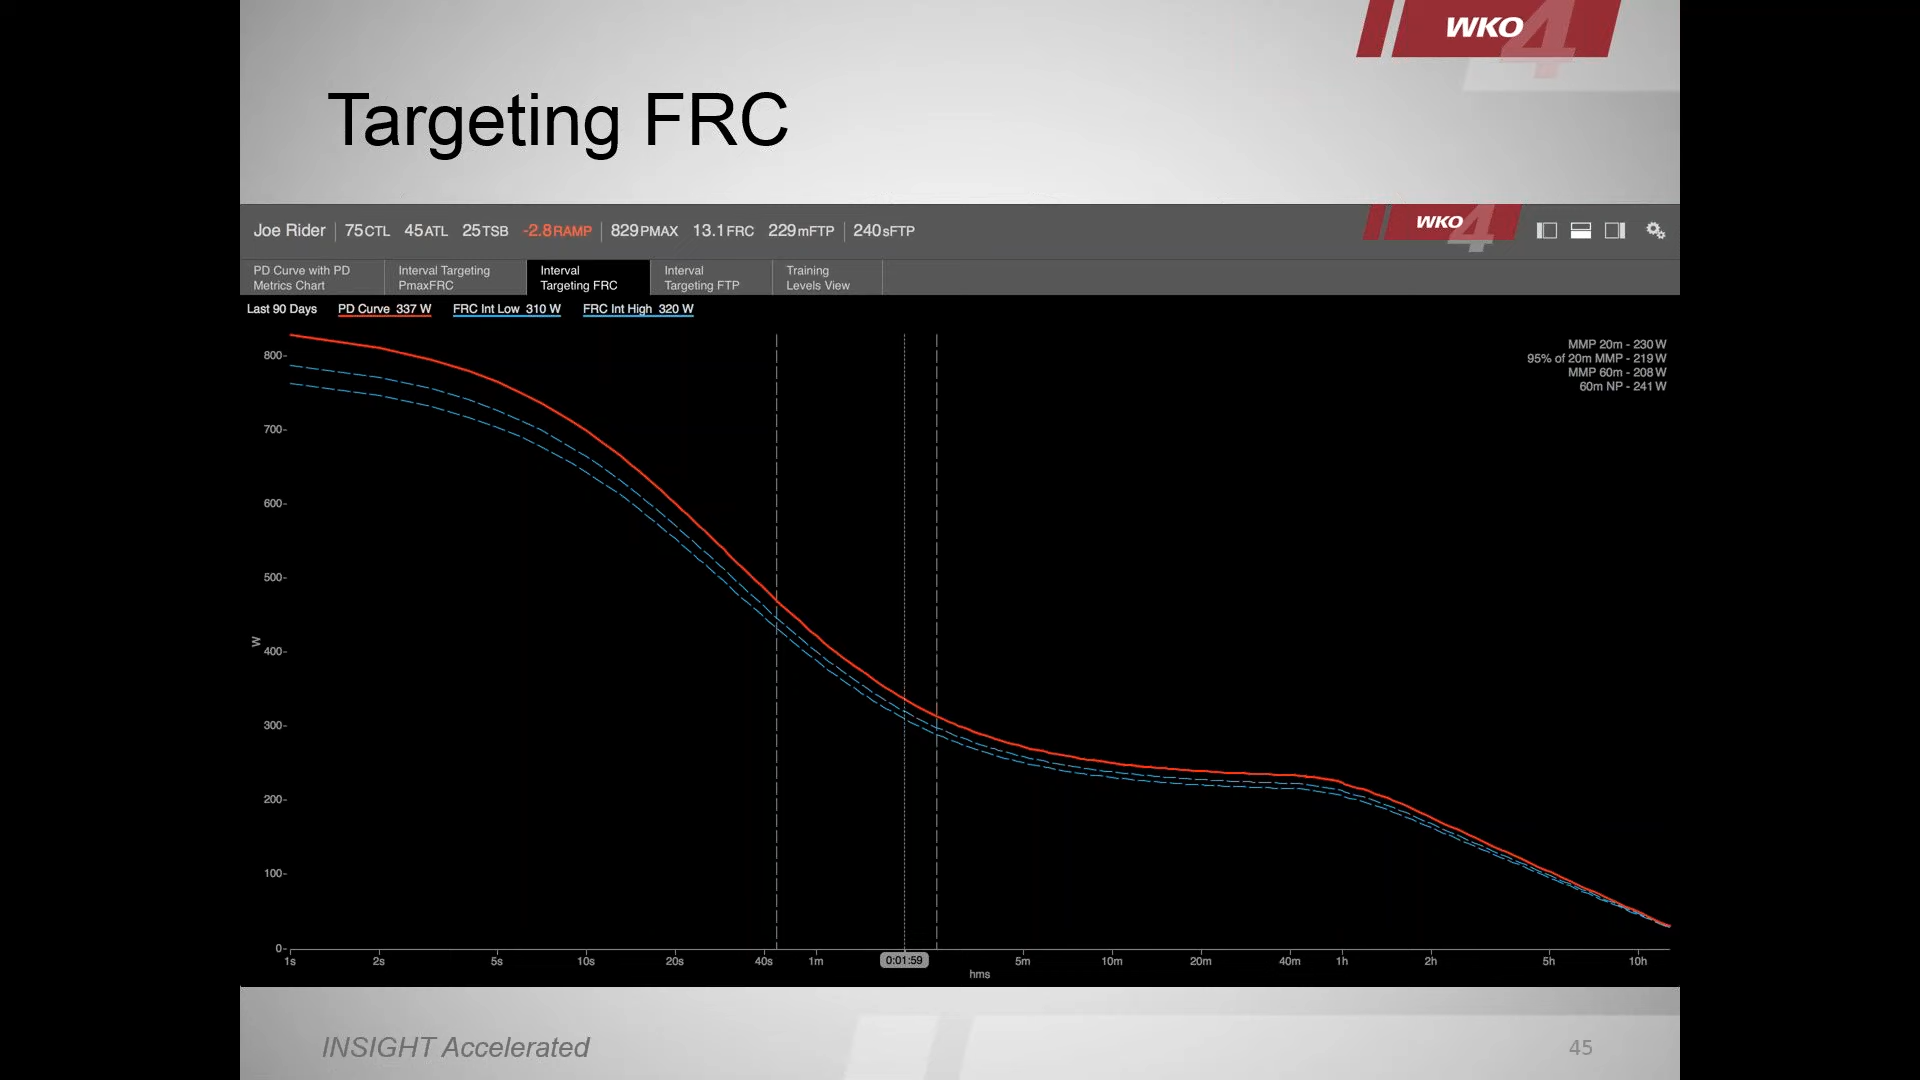 WKO 4
Targeting FRC
Joe Rider 75CTL 45ATL 25TSB -2.8RAMP 829PMAX 13.1FRC 229mFTP 240sFTP
WKO 4
PD Curve with PD Metrics Chart
Interval Targeting PmaxFRC
Interval Targeting FRC
Interval Targeting FTP
Training Levels View
Last 90 Days PD Curve 337 W FRC Int Low 310 W FRC Int High 320 W
MMP 20m - 230 W
95% of 20m MMP - 219 W
MMP 60m - 208 W
60m NP - 241 W
800
700
600
500
W
400
300
200
100
0
1s 2s 5s 10s 20s 40s 1m 0:01:59 5m 10m 20m 40m 1h 2h 5h 10h
hms
INSIGHT Accelerated
45